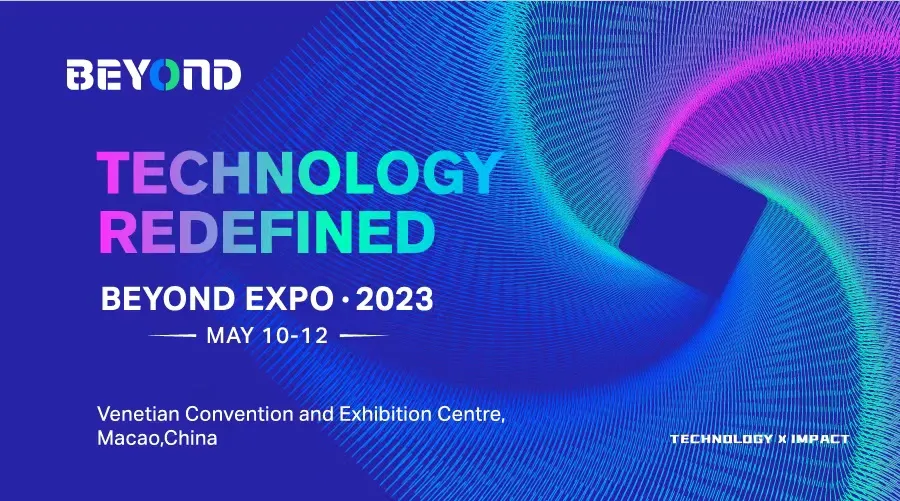 BEYOND
TECHNOLOGY
REDEFINED
BEYOND EXPO · 2023
MAY 10-12
Venetian Convention and Exhibition Centre,
Macao,China
TECHNOLOGY X IMPACT